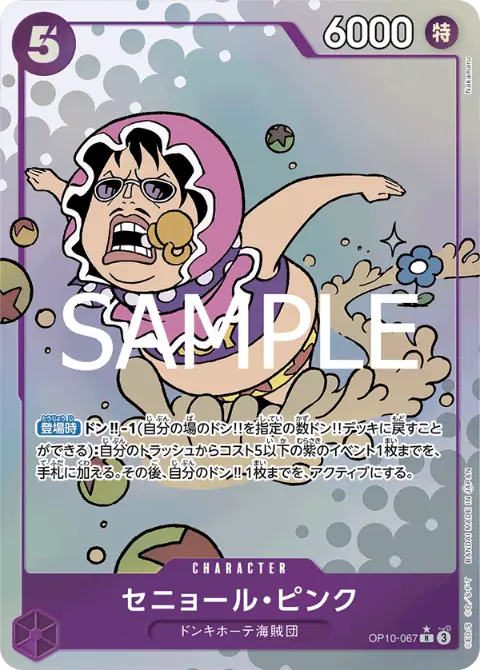 5
6000
特
Nakamaru
SAMPLE
登場時 ドン!!-1(自分の場のドン!!を指定の数ドン!!デッキに戻すこと
ができる):自分のトラッシュからコスト5以下の紫のイベント1枚までを、
手札に加える。その後、自分のドン!!1枚までを、アクティブにする。
CHARACTER
セニョール・ピンク
ドンキホーテ海賊団
OP10-067 R 3
BANDAI MADE IN JAPAN